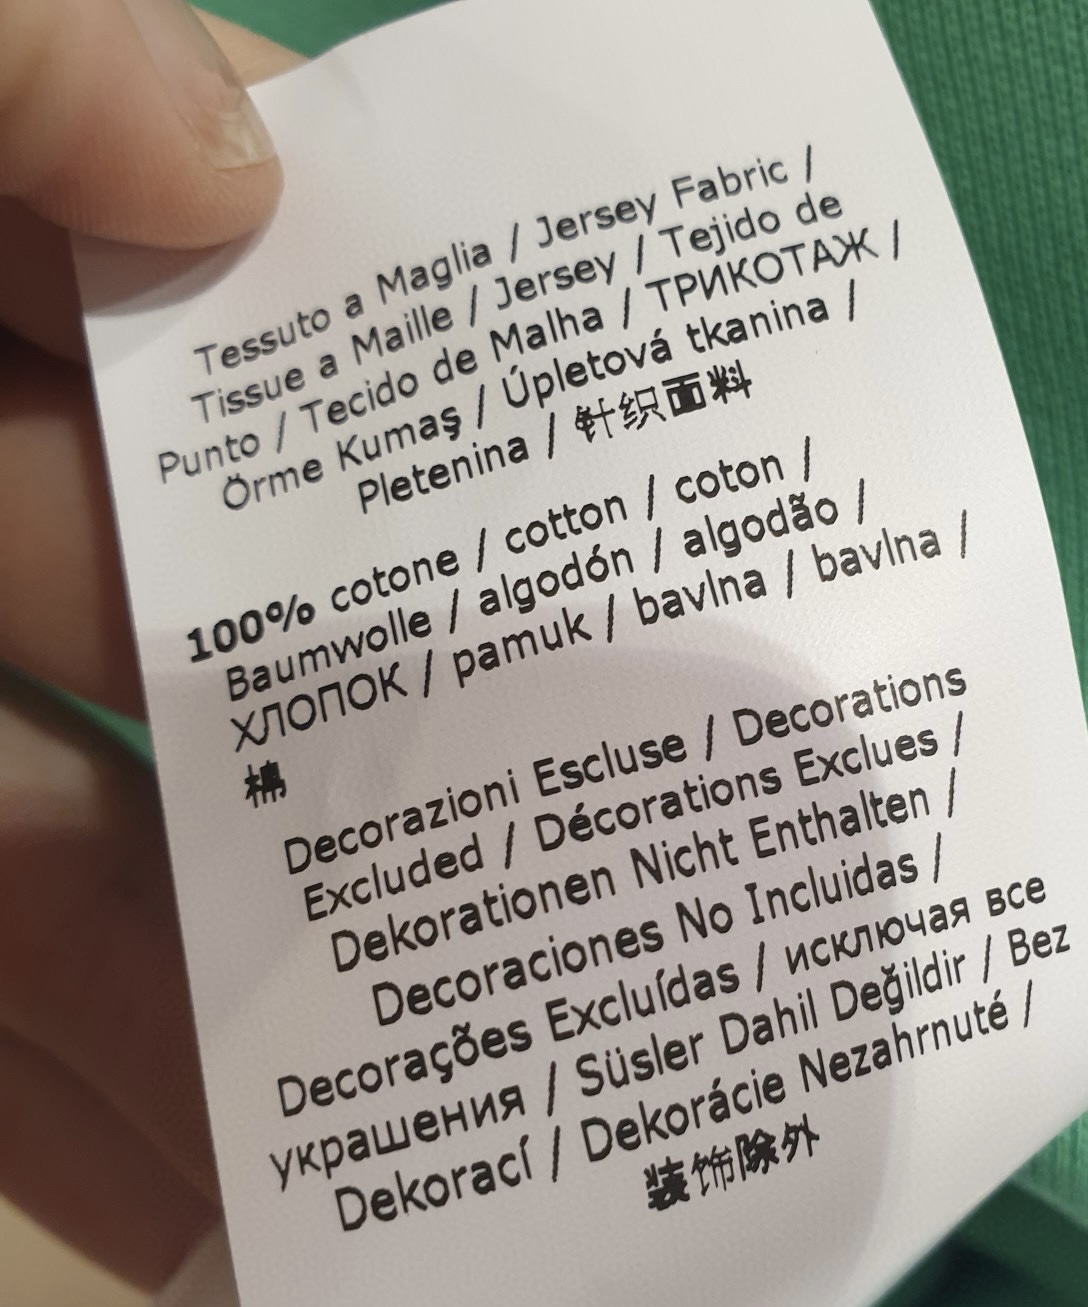 Tessuto a Maglia / Jersey Fabric /
Tissue a Maille / Jersey / Tejido de
Punto / Tecido de Malha / ТРИКОТАЖ /
Örme Kumaş / Úpletová tkanina /
Pletenina / 针织面料
100% cotone / cotton / coton /
Baumwolle / algodón / algodão /
ХЛОПОК / pamuk / bavlna / bavlna /
棉
Decorazioni Escluse / Decorations
Excluded / Décorations Exclues /
Dekorationen Nicht Enthalten /
Decoraciones No Incluidas /
Decorações Excluídas / исключая все
украшения / Süsler Dahil Değildir / Bez
Dekorací / Dekorácie Nezahrnuté /
装饰除外